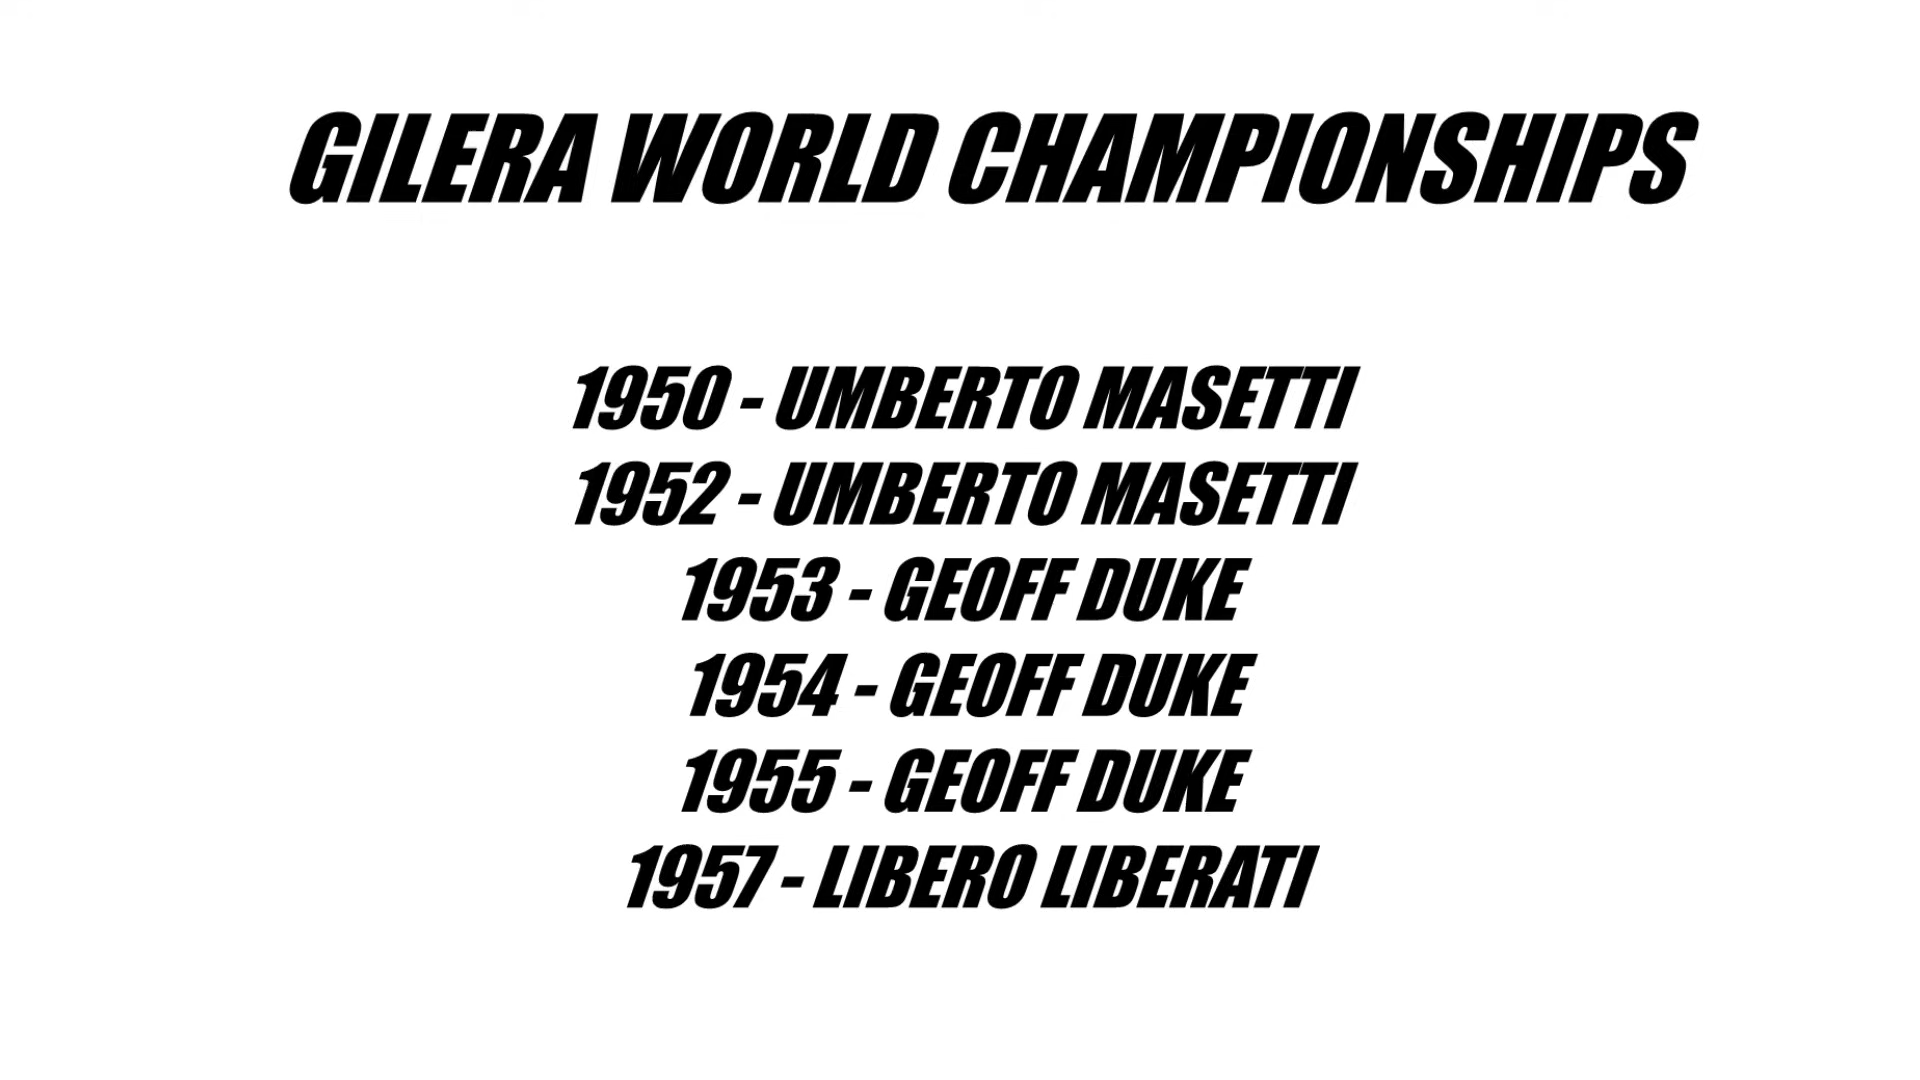 GILERA WORLD CHAMPIONSHIPS
1950 - UMBERTO MASETTI
1952 - UMBERTO MASETTI
1953 - GEOFF DUKE
1954 - GEOFF DUKE
1955 - GEOFF DUKE
1957 - LIBERO LIBERATI